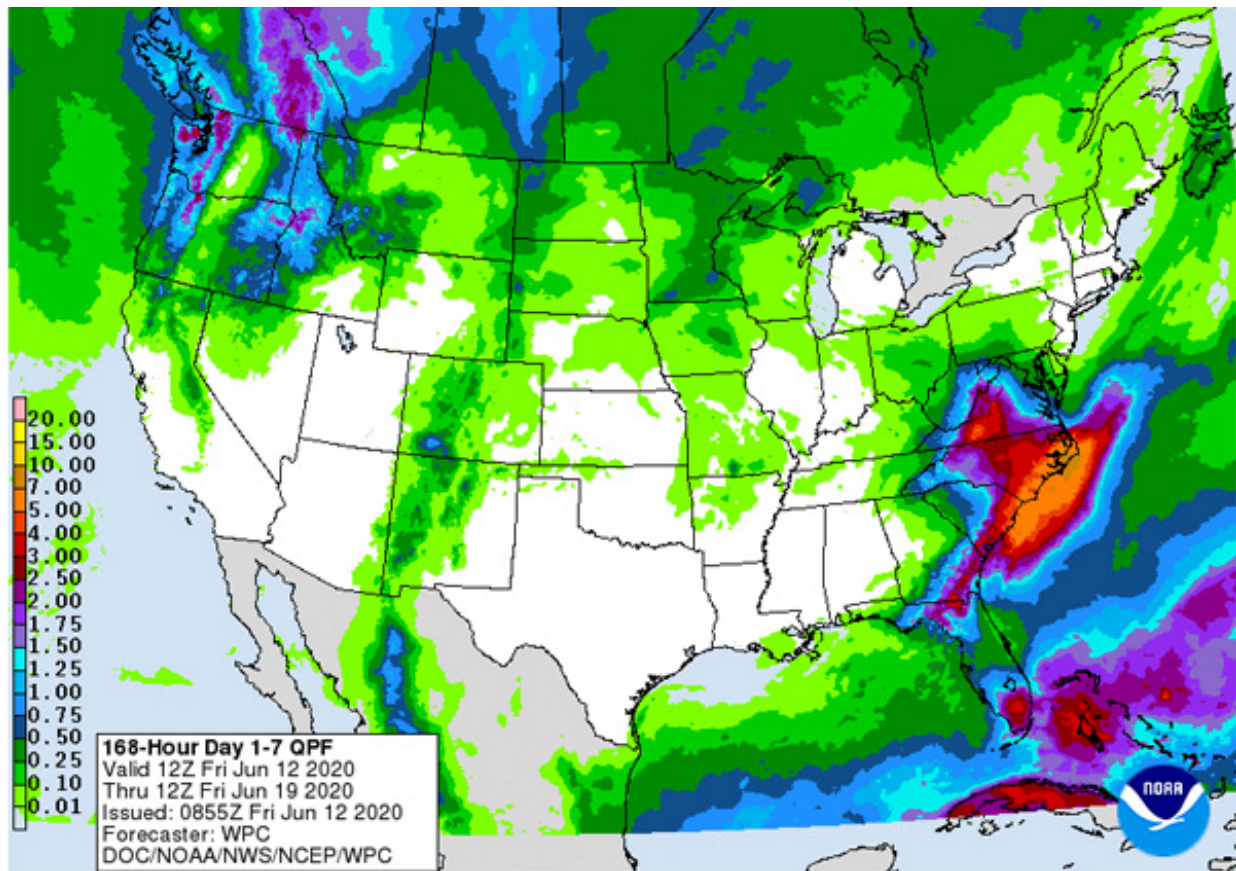 20.00
15.00
10.00
7.00
5.00
4.00
3.00
2.50
2.00
1.75
1.50
1.25
1.00
0.75
0.50
0.25
0.10
0.01
168-Hour Day 1-7 QPF
Valid 12Z Fri Jun 12 2020
Thru 12Z Fri Jun 19 2020
Issued: 0855Z Fri Jun 12 2020
Forecaster: WPC
DOC/NOAA/NWS/NCEP/WPC
NOAA